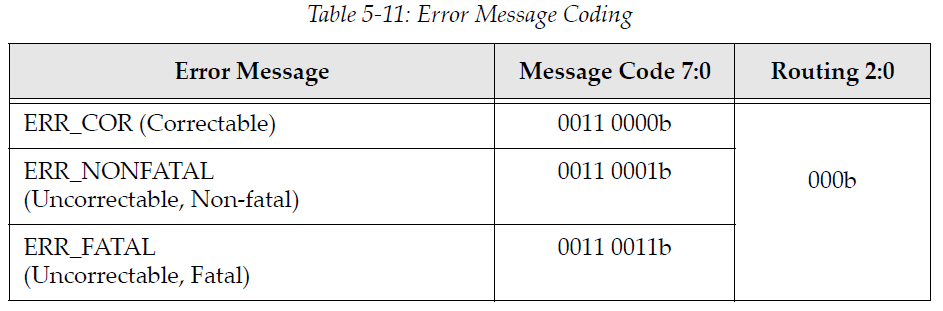 Table 5-11: Error Message Coding
Error Message Message Code 7:0 Routing 2:0
ERR_COR (Correctable) 0011 0000b
ERR_NONFATAL 0011 0001b
(Uncorrectable, Non-fatal)
000b
ERR_FATAL 0011 0011b
(Uncorrectable, Fatal)